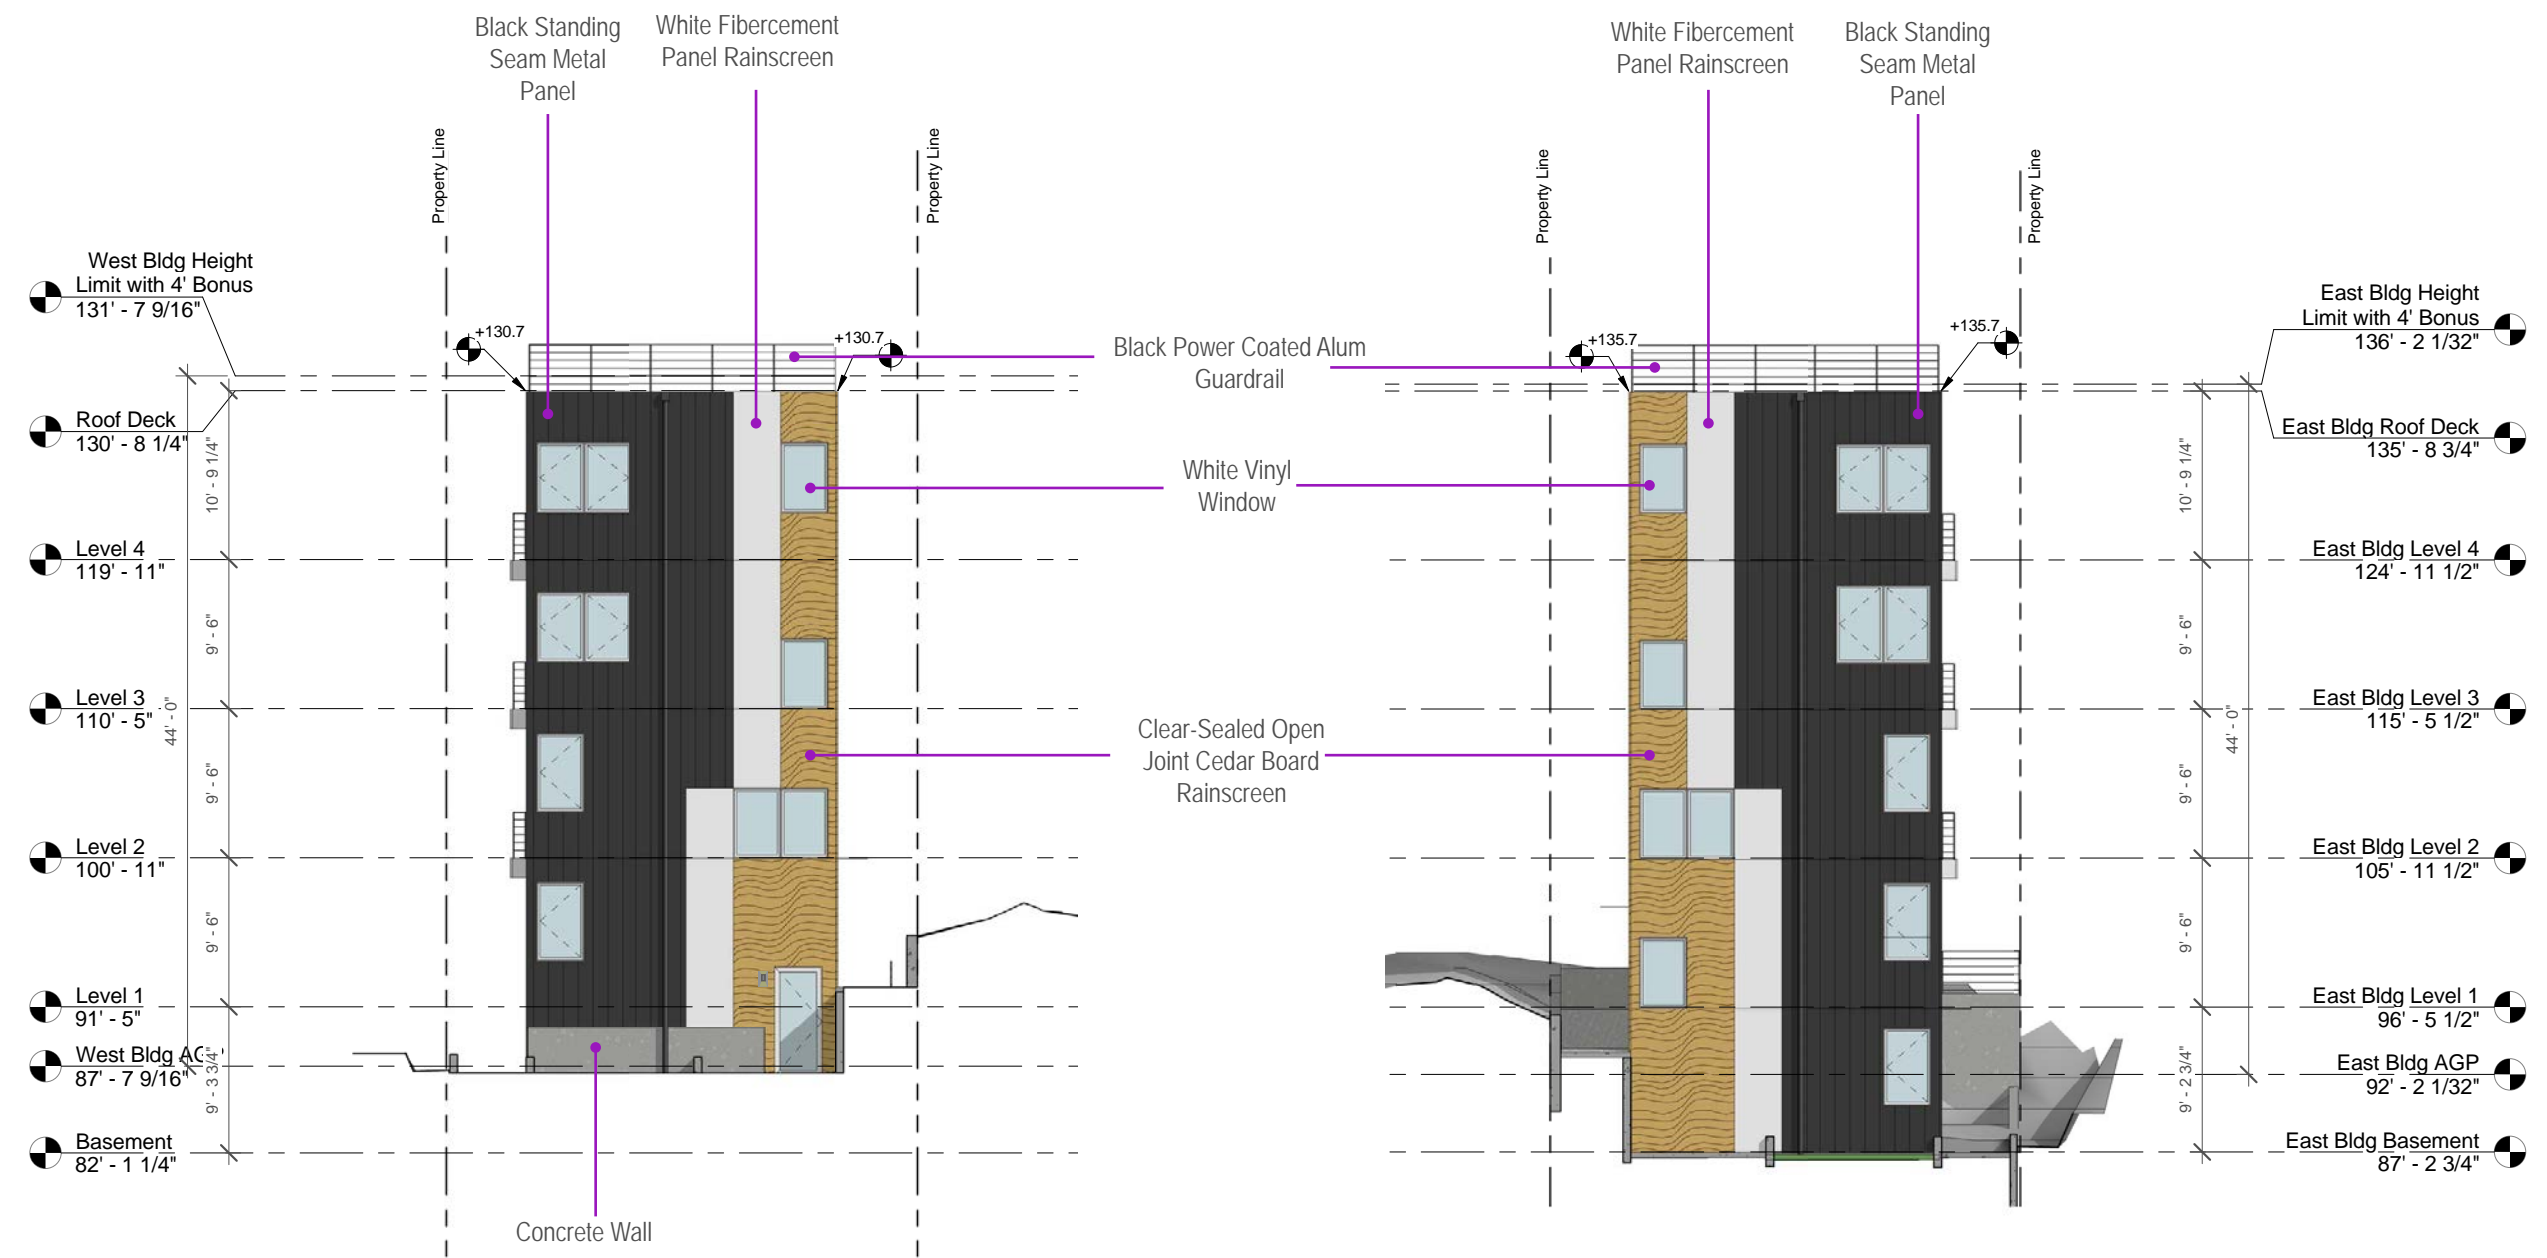 Black Standing
Seam Metal
Panel
White Fibercement
Panel Rainscreen
White Fibercement
Panel Rainscreen
Black Standing
Seam Metal
Panel
Property Line
Property Line
Property Line
Property Line
West Bldg Height
Limit with 4' Bonus
131' - 7 9/16"
+130.7
+130.7
Roof Deck
130' - 8 1/4"
10' - 9 1/4"
Level 4
119' - 11"
9' - 6"
Level 3
110' - 5"
44' - 0"
9' - 6"
Level 2
100' - 11"
9' - 6"
Level 1
91' - 5"
West Bldg
87' - 7 9/16"
9' - 3 3/4"
Basement
82' - 1 1/4"
Concrete Wall
Black Power Coated Alum
Guardrail
White Vinyl
Window
Clear-Sealed Open
Joint Cedar Board
Rainscreen
+135.7
+135.7
East Bldg Height
Limit with 4' Bonus
136' - 2 1/32"
East Bldg Roof Deck
135' - 8 3/4"
10' - 9 1/4"
East Bldg Level 4
124' - 11 1/2"
9' - 6"
East Bldg Level 3
115' - 5 1/2"
44' - 0"
9' - 6"
East Bldg Level 2
105' - 11 1/2"
9' - 6"
East Bldg Level 1
96' - 5 1/2"
East Bldg AGP
92' - 2 1/32"
9' - 2 3/4"
East Bldg Basement
87' - 2 3/4"